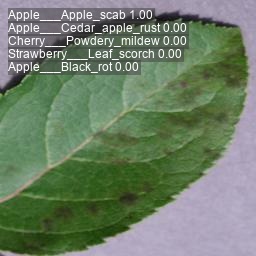 Apple___Apple_scab 1.00
Apple___Cedar_apple_rust 0.00
Cherry___Powdery_mildew 0.00
Strawberry___Leaf_scorch 0.00
Apple___Black_rot 0.00